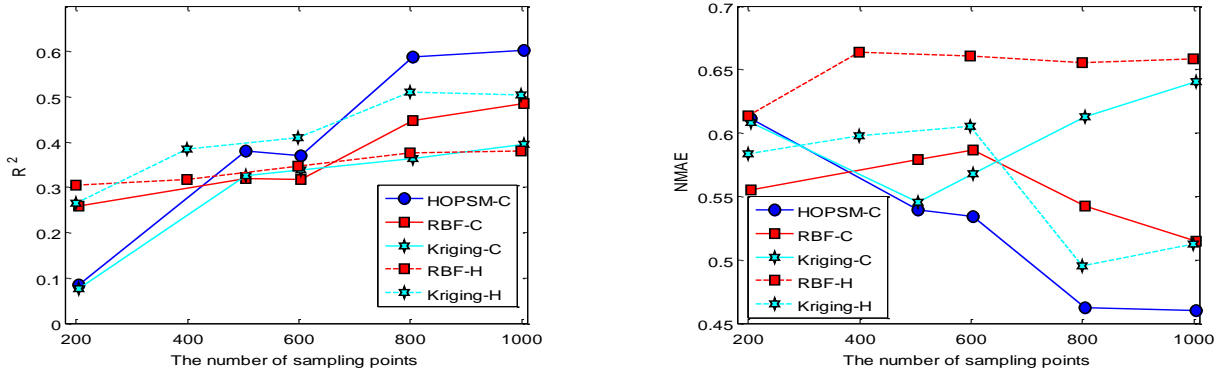 0.6
0.5
0.4
0.3
0.2
0.1
0
R 2
200
400
600
800
1000
The number of sampling points
HOPSM-C
RBF-C
Kriging-C
RBF-H
Kriging-H
0.7
0.65
0.6
0.55
0.5
0.45
NMAE
200
400
600
800
1000
The number of sampling points
HOPSM-C
RBF-C
Kriging-C
RBF-H
Kriging-H